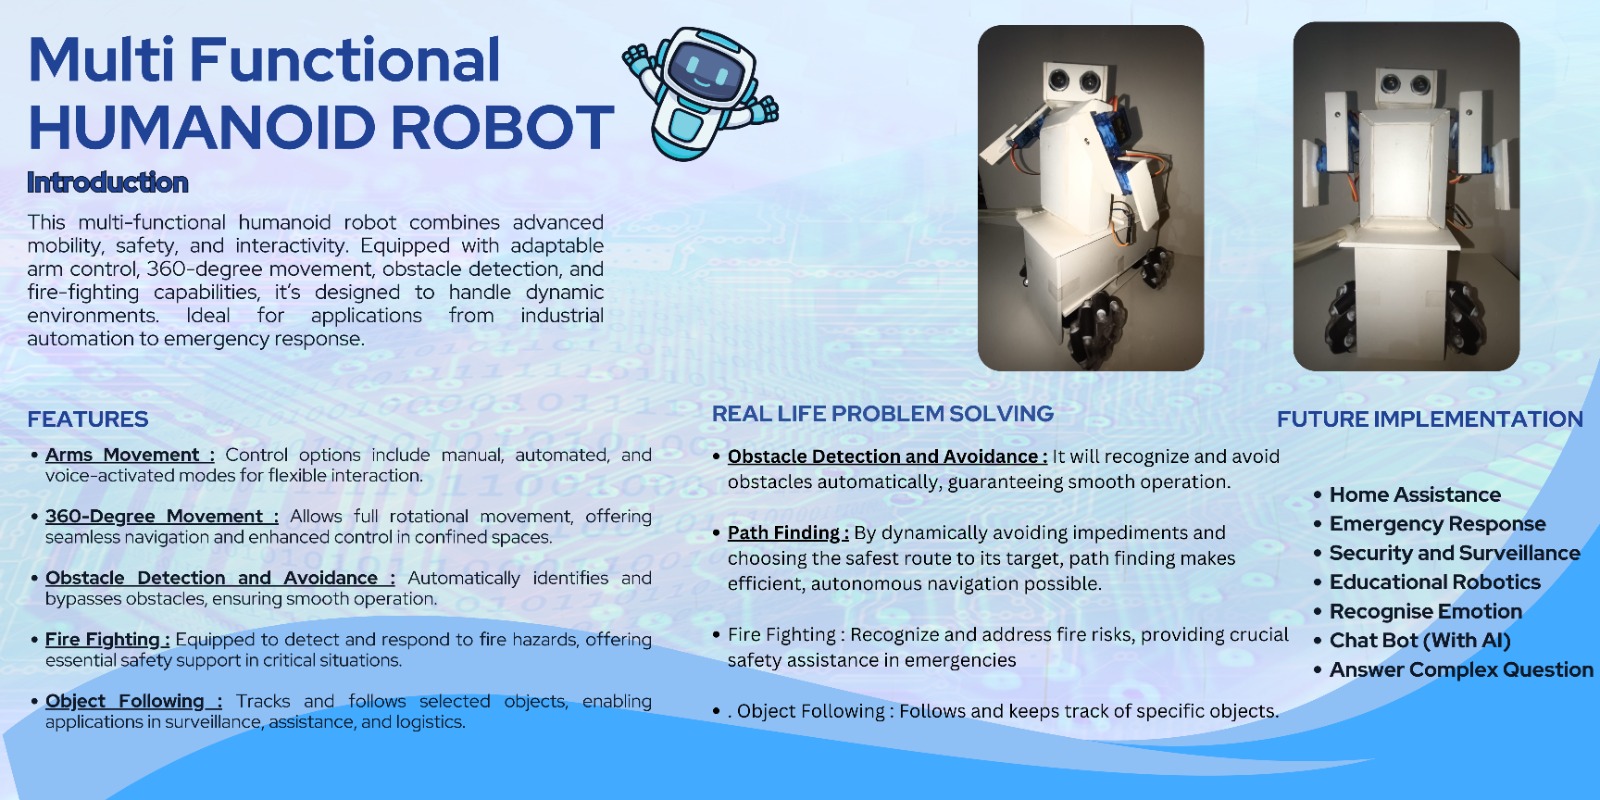 Multi Functional
HUMANOID ROBOT
Introduction
This multi-functional humanoid robot combines advanced
mobility, safety, and interactivity. Equipped with adaptable
arm control, 360-degree movement, obstacle detection, and
fire-fighting capabilities, it's designed to handle dynamic
environments. Ideal for applications from industrial
automation to emergency response.
FEATURES
• Arms Movement : Control options include manual, automated, and
voice-activated modes for flexible interaction.
• 360-Degree Movement : Allows full rotational movement, offering
seamless navigation and enhanced control in confined spaces.
• Obstacle Detection and Avoidance : Automatically identifies and
bypasses obstacles, ensuring smooth operation.
• Fire Fighting : Equipped to detect and respond to fire hazards, offering
essential safety support in critical situations.
• Object Following : Tracks and follows selected objects, enabling
applications in surveillance, assistance, and logistics.
REAL LIFE PROBLEM SOLVING
• Obstacle Detection and Avoidance : It will recognize and avoid
obstacles automatically, guaranteeing smooth operation.
• Path Finding : By dynamically avoiding impediments and
choosing the safest route to its target, path finding makes
efficient, autonomous navigation possible.
• Fire Fighting : Recognize and address fire risks, providing crucial
safety assistance in emergencies
• . Object Following : Follows and keeps track of specific objects.
FUTURE IMPLEMENTATION
• Home Assistance
• Emergency Response
• Security and Surveillance
• Educational Robotics
• Recognise Emotion
• Chat Bot (With AI)
• Answer Complex Question